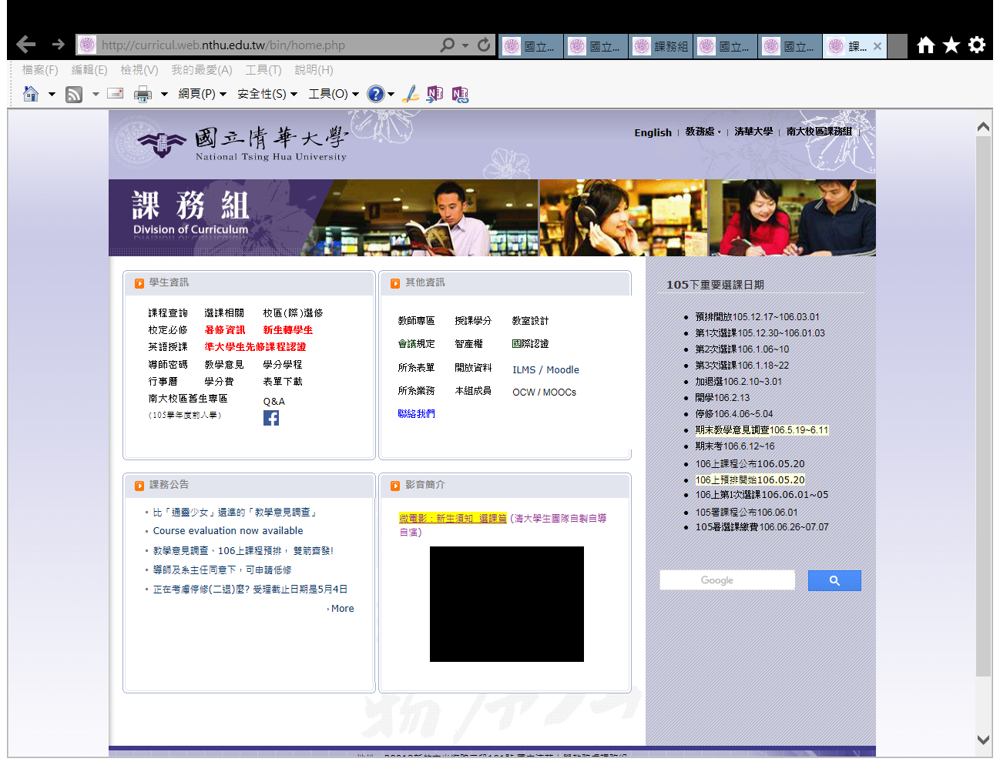 http://curricul.web.nthu.edu.tw/bin/home.php
國立...
國立...
課務組
國立...
國立...
課...
檔案(F) 編輯(E) 檢視(V) 我的最愛(A) 工具(T) 說明(H)
網頁(P) 安全性(S) 工具(O)
國立清華大學
National Tsing Hua University
English | 教務處 | 清華大學 | 南大校區課務組 |
課務組
Division of Curriculum
學生資訊
課程查詢 選課相關 校區(際)選修
校定必修 暑修資訊 新生轉學生
英語授課 準大學生先修課程認證
導師密碼 教學意見 學分學程
行事曆 學分費 表單下載
南大校區舊生專區 Q&A
(105學年度前入學)
其他資訊
教師專區 授課學分 教室設計
會議規定 智產權 國際認證
所系表單 開放資料 ILMS / Moodle
所系業務 本組成員 OCW / MOOCs
聯絡我們
課務公告
比「通靈少女」還準的「教學意見調查」
Course evaluation now available
教學意見調查、106上課程預排， 雙箭齊發!
導師及系主任同意下，可申請低修
正在考慮停修(二退)麼? 受理截止日期是5月4日
More
影音簡介
微電影：新生須知_選課篇 (清大學生團隊自製自導
自演)
105下重要選課日期
預排開放105.12.17~106.03.01
第1次選課105.12.30~106.01.03
第2次選課106.1.06~10
第3次選課106.1.18~22
加退選106.2.10~3.01
開學106.2.13
停修106.4.06~5.04
期末教學意見調查106.5.19~6.11
期末考106.6.12~16
106上課程公布106.05.20
106上預排開始106.05.20
106上第1次選課106.06.01~05
105暑課程公布106.06.01
105暑選課繳費106.06.26~07.07
Google